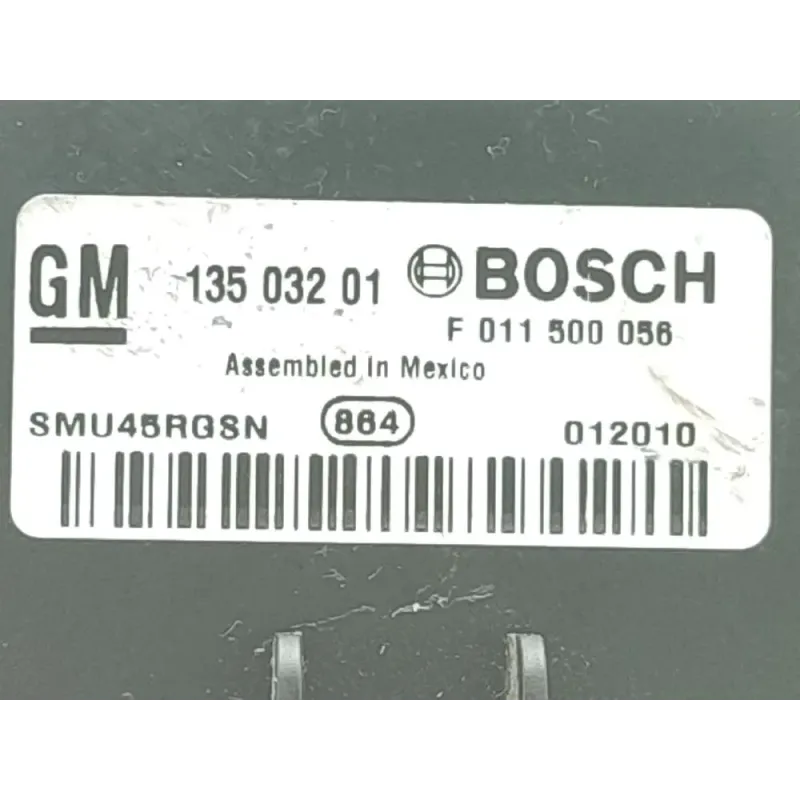 GM 135 032 01 BOSCH
F 011 500 056
Assembled in Mexico
SMU45RGSN 864 012010